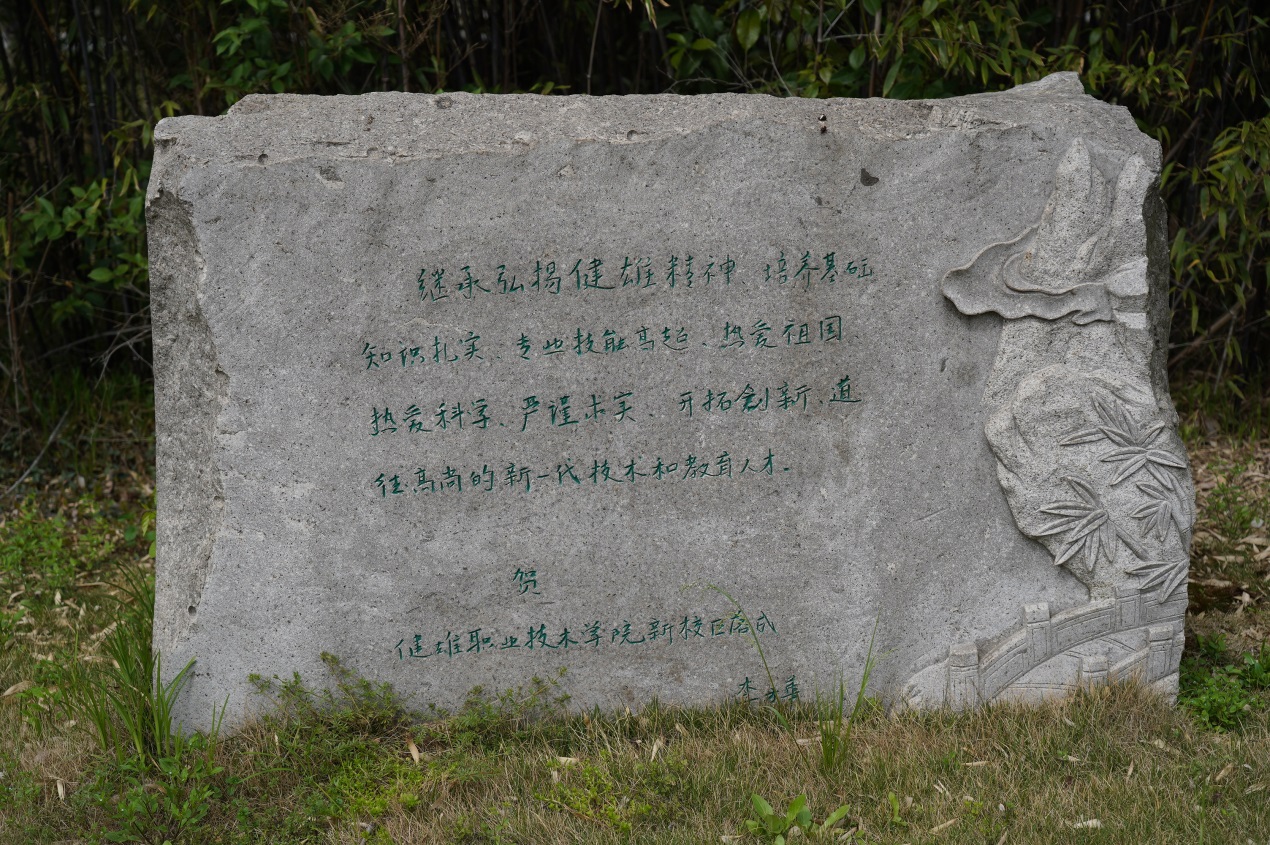 继承弘扬健雄精神、培养基础
知识扎实、专业技能高超、热爱祖国、
热爱科学、严谨求实、开拓創新、道
德高尚的新一代技术和教育人才。
贺
健雄职业技术学院新校区落成
李